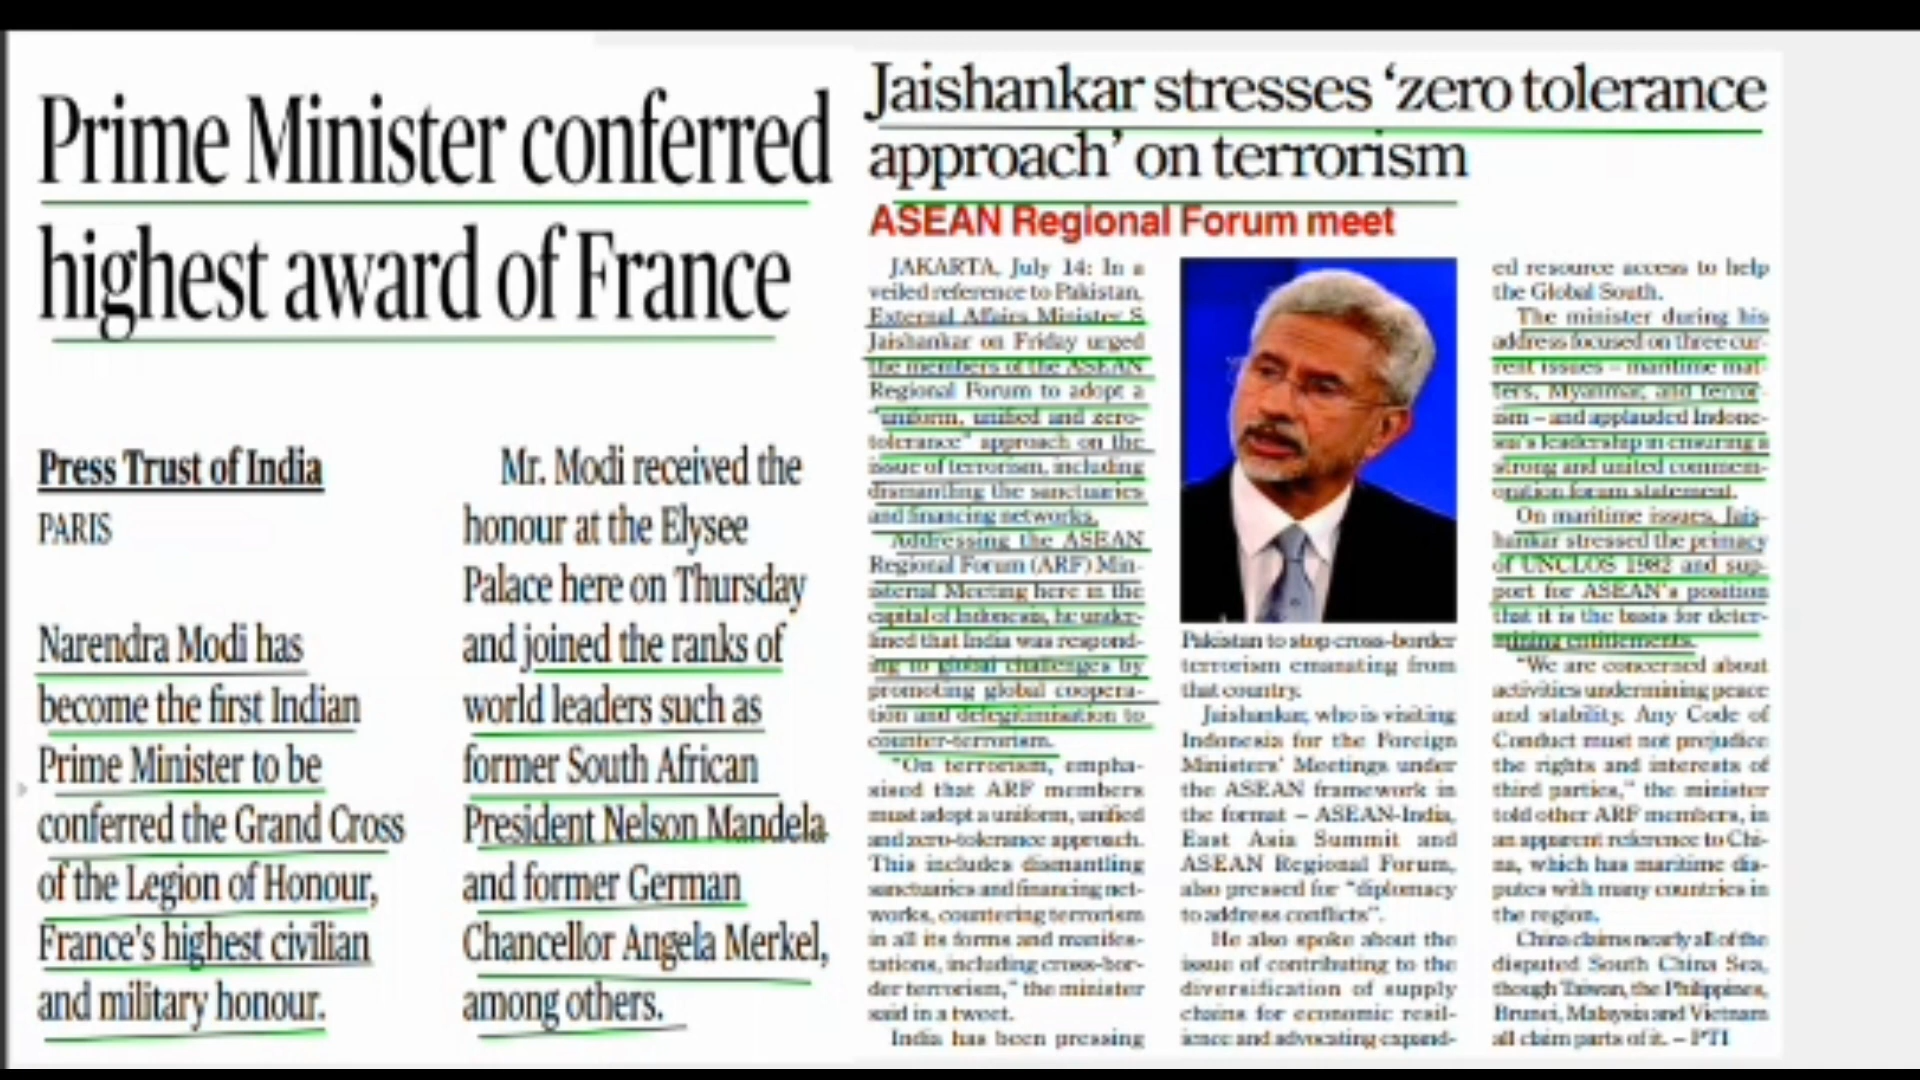 Prime Minister conferred
highest award of France
Press Trust of India
PARIS
Narendra Modi has
become the first Indian
Prime Minister to be
conferred the Grand Cross
of the Legion of Honour,
France's highest civilian
and military honour.
Mr. Modi received the
honour at the Elysee
Palace here on Thursday
and joined the ranks of
world leaders such as
former South African
President Nelson Mandela
and former German
Chancellor Angela Merkel,
among others.
Jaishankar stresses ‘zero tolerance
approach’ on terrorism
ASEAN Regional Forum meet
JAKARTA, July 14: In a
veiled reference to Pakistan,
External Affairs Minister S
Jaishankar on Friday urged
the members of the ASEAN
Regional Forum to adopt a
“uniform, unified and zero-
tolerance” approach on the
issue of terrorism, including
dismantling the sanctuaries
and financing networks.
Addressing the ASEAN
Regional Forum (ARF) Min-
isterial Meeting here in the
capital of Indonesia, he under-
lined that India was respond-
ing to global challenges by
promoting global coopera-
tion and delegitimisation to
counter-terrorism.
“On terrorism, empha-
sised that ARF members
must adopt a uniform, unified
and zero-tolerance approach.
This includes dismantling
sanctuaries and financing net-
works, countering terrorism
in all its forms and manifes-
tations, including cross-bor-
der terrorism,” the minister
said in a tweet.
India has been pressing
Pakistan to stop cross-border
terrorism emanating from
that country.
Jaishankar, who is visiting
Indonesia for the Foreign
Ministers’ Meetings under
the ASEAN framework in
the format – ASEAN-India,
East Asia Summit and
ASEAN Regional Forum,
also pressed for “diplomacy
to address conflicts”.
He also spoke about the
issue of contributing to the
diversification of supply
chains for economic resil-
ience and advocating expand-
ed resource access to help
the Global South.
The minister during his
address focused on three cur-
rent issues – maritime mat-
ters, Myanmar, and terror-
ism – and applauded Indone-
sia’s leadership in ensuring a
strong and united commem-
oration forum statement.
On maritime issues, Jais-
hankar stressed the primacy
of UNCLOS 1982 and sup-
port for ASEAN’s position
that it is the basis for deter-
mining entitlements.
“We are concerned about
activities undermining peace
and stability. Any Code of
Conduct must not prejudice
the rights and interests of
third parties,” the minister
told other ARF members, in
an apparent reference to Chi-
na, which has maritime dis-
putes with many countries in
the region.
China claims nearly all of the
disputed South China Sea,
though Taiwan, the Philippines,
Brunei, Malaysia and Vietnam
all claim parts of it. – PTI